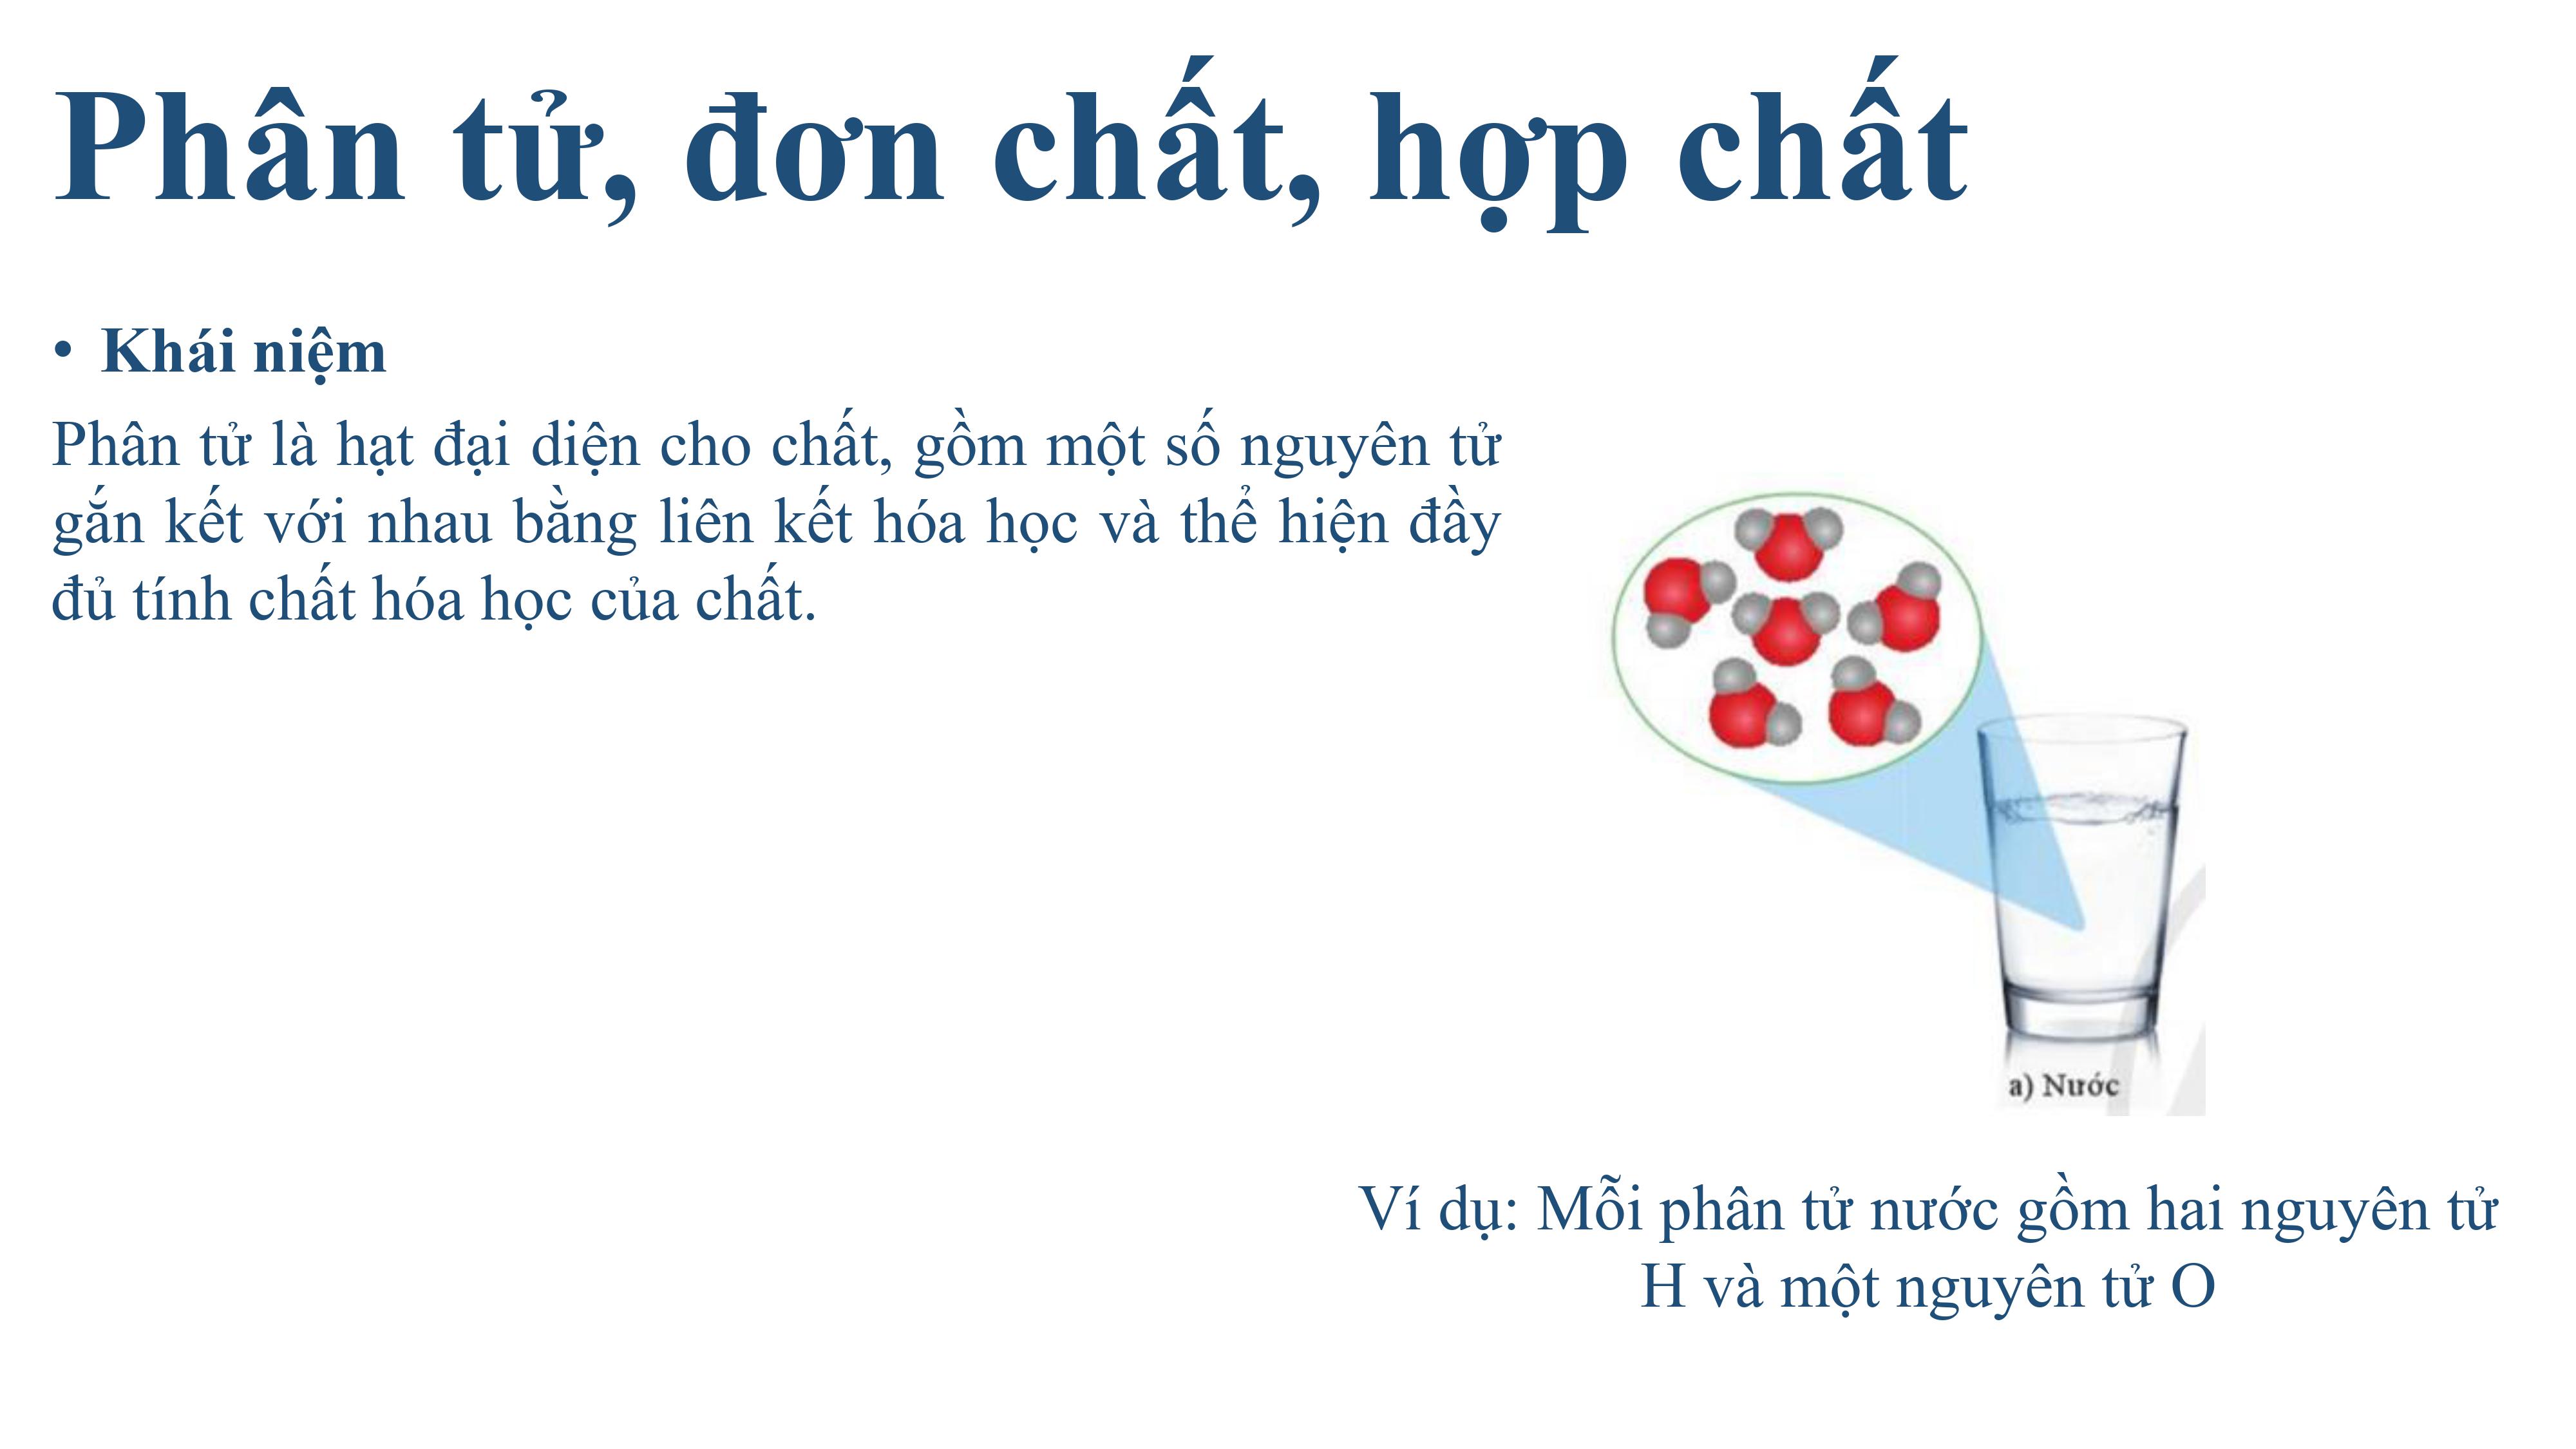 Phân tử, đơn chất, hợp chất
• Khái niệm
Phân tử là hạt đại diện cho chất, gồm một số nguyên tử
gắn kết với nhau bằng liên kết hóa học và thể hiện đầy
đủ tính chất hóa học của chất.
a) Nước
Ví dụ: Mỗi phân tử nước gồm hai nguyên tử
H và một nguyên tử O